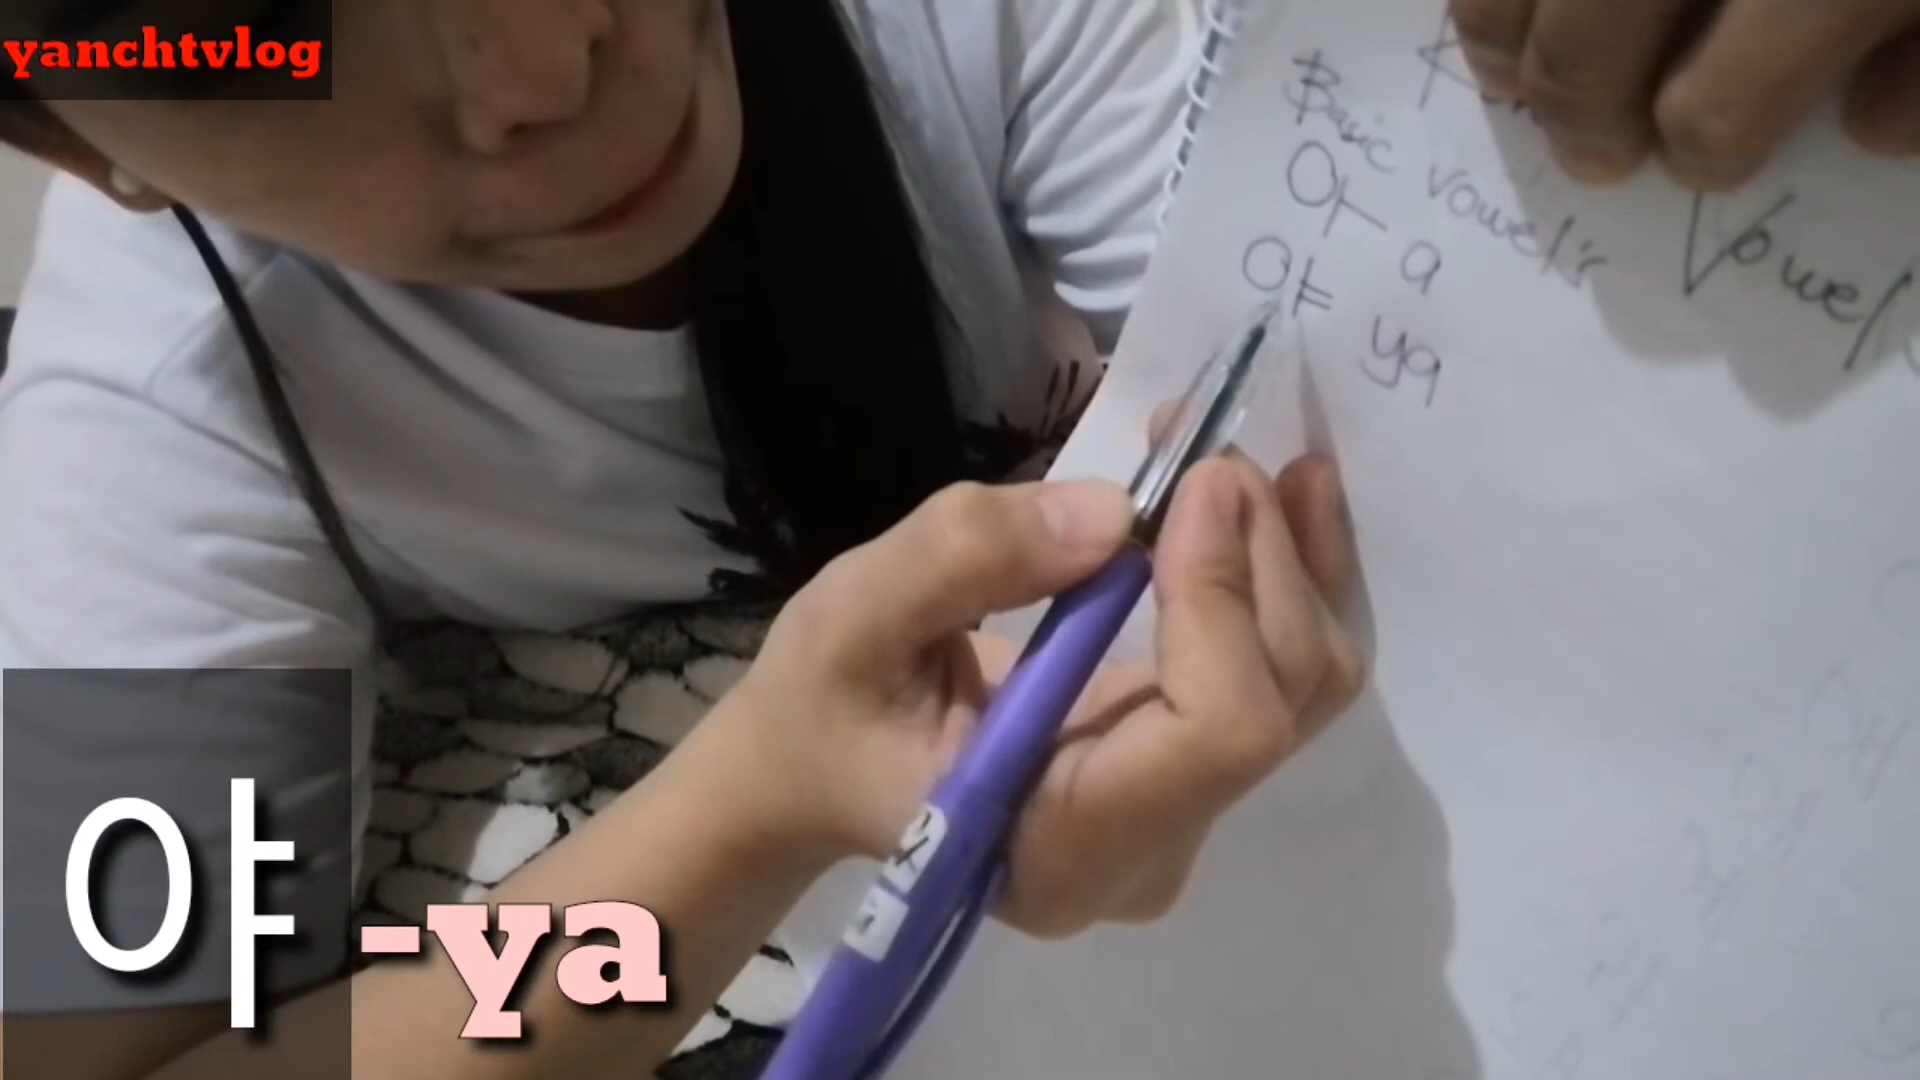 yanchtvlog
Vowel
Basic vowel's
아 a
야 ya
야 -ya